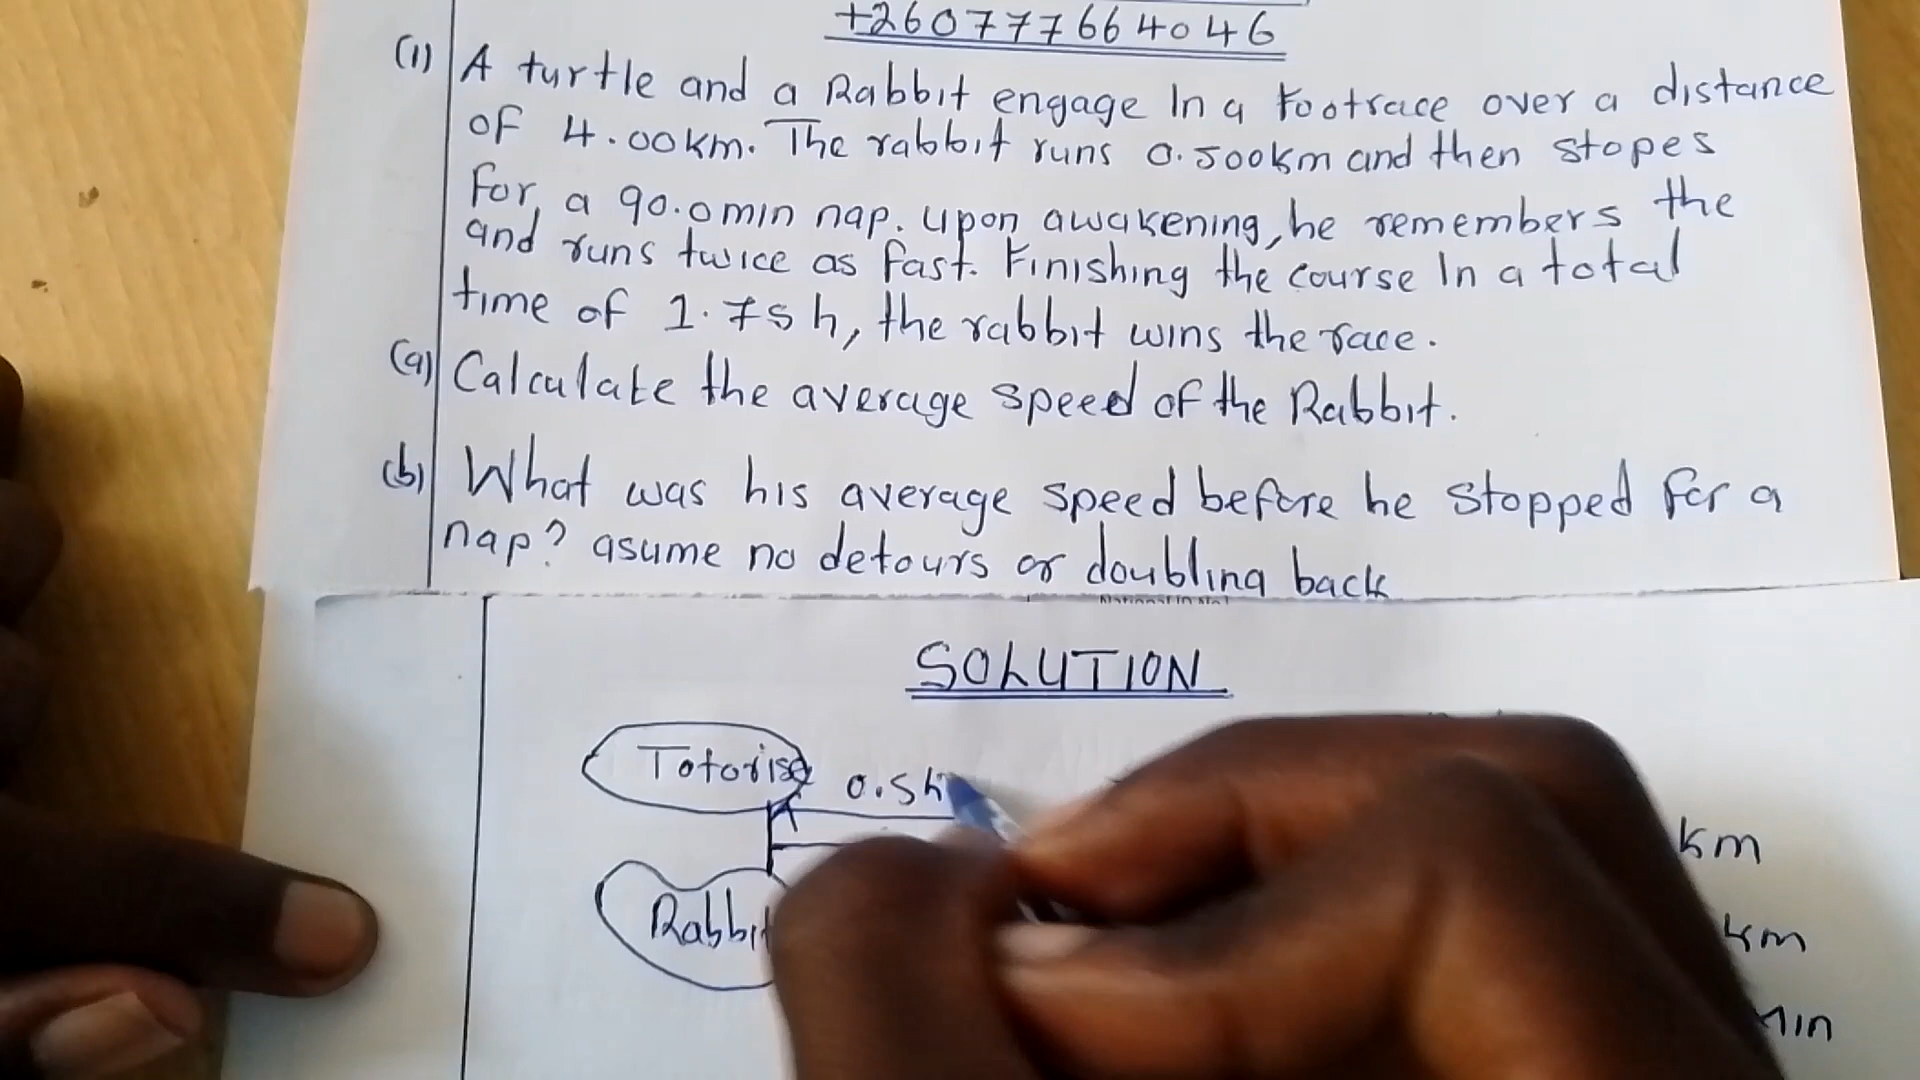 +260777664046
(1) A turtle and a Rabbit engage In a footrace over a distance
of 4.00km. The rabbit runs 0.500km and then stopes
for a 90.0min nap. upon awakening, he remembers the
and runs twice as fast. Finishing the course In a total
time of 1.75h, the rabbit wins the race.
(a) Calculate the average speed of the Rabbit.
(b) What was his average speed before he stopped for a
nap? asume no detours or doubling back
SOLUTION
Totorise
0.5k
km
Rabbit
km
min